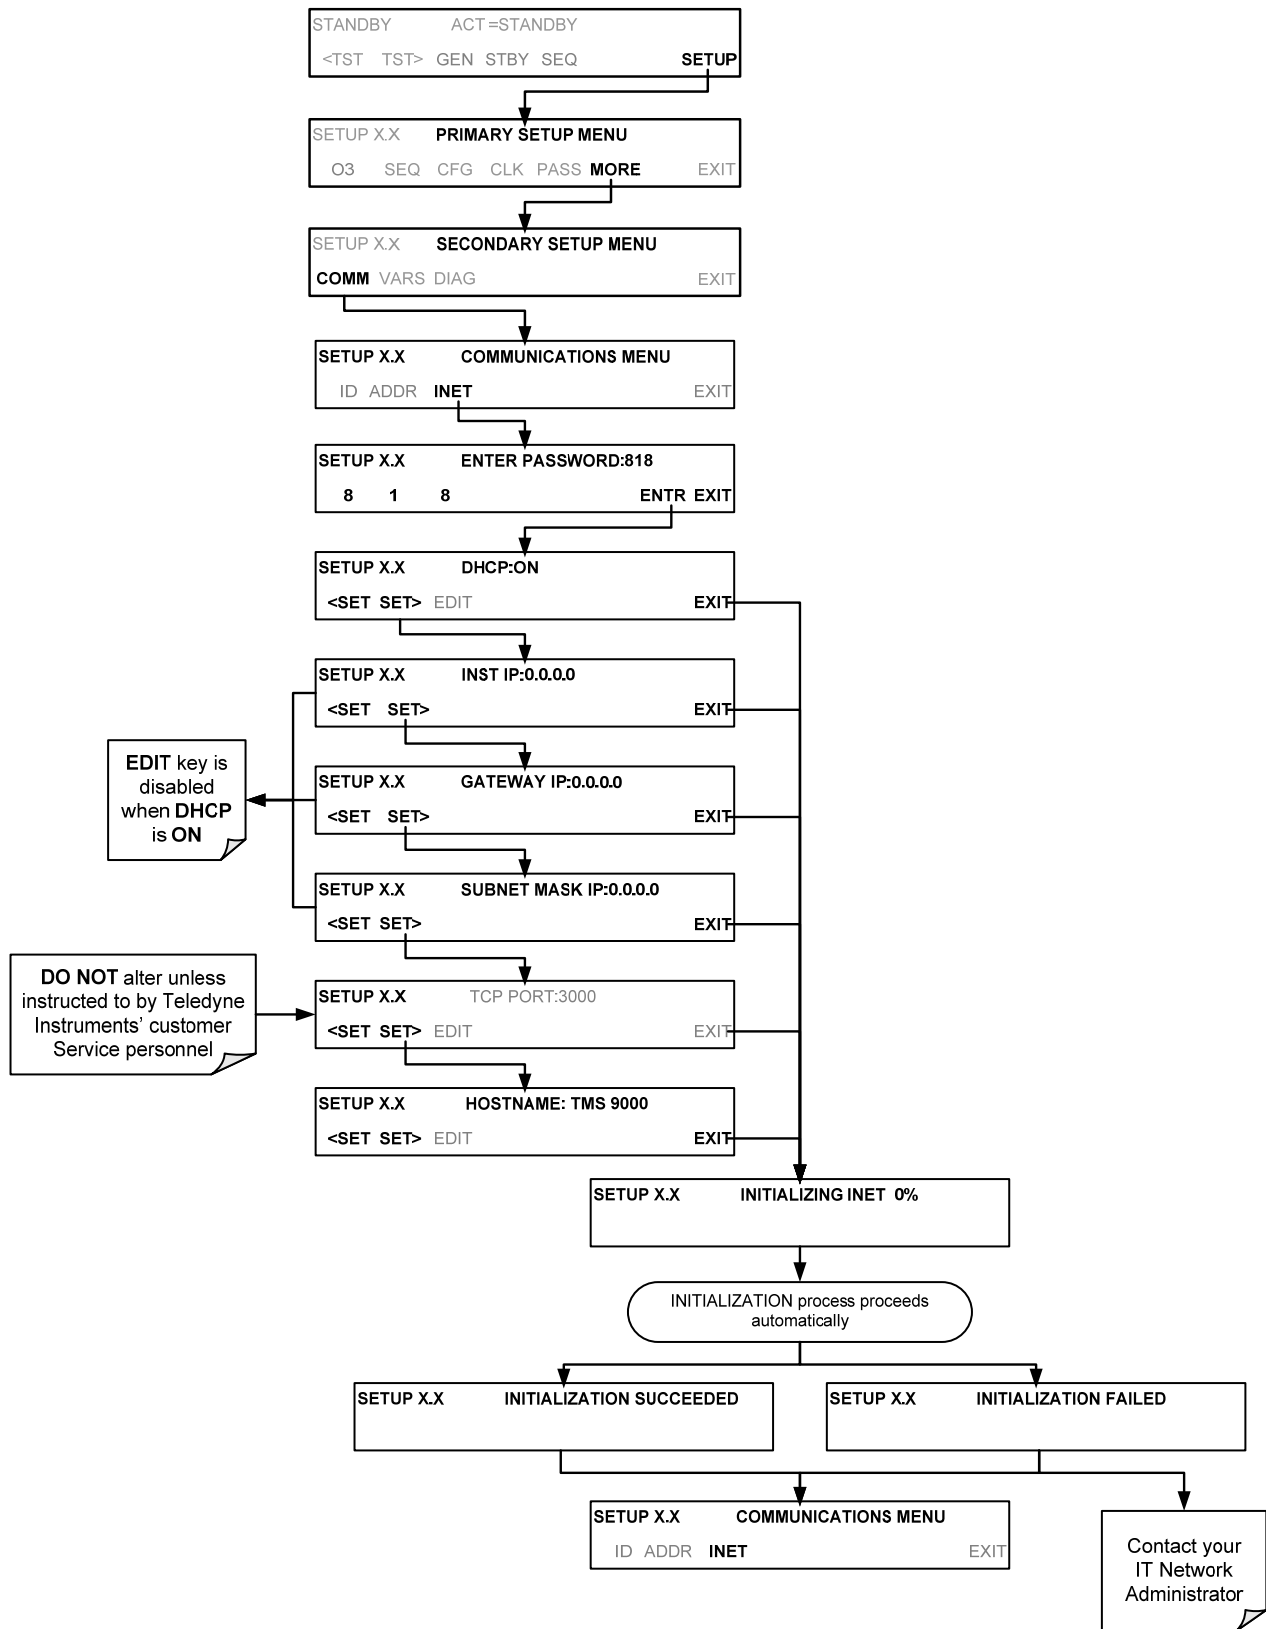 STANDBY ACT =STANDBY
<TST TST> GEN STBY SEQ SETUP
SETUP X.X PRIMARY SETUP MENU
O3 SEQ CFG CLK PASS MORE EXIT
SETUP X.X SECONDARY SETUP MENU
COMM VARS DIAG EXIT
SETUP X.X COMMUNICATIONS MENU
ID ADDR INET EXIT
SETUP X.X ENTER PASSWORD:818
8 1 8 ENTR EXIT
SETUP X.X DHCP:ON
<SET SET> EDIT EXIT
SETUP X.X INST IP:0.0.0.0
<SET SET> EXIT
EDIT key is
disabled
when DHCP
is ON
SETUP X.X GATEWAY IP:0.0.0.0
<SET SET> EXIT
SETUP X.X SUBNET MASK IP:0.0.0.0
<SET SET> EXIT
DO NOT alter unless
instructed to by Teledyne
Instruments' customer
Service personnel
SETUP X.X TCP PORT:3000
<SET SET> EDIT EXIT
SETUP X.X HOSTNAME: TMS 9000
<SET SET> EDIT EXIT
SETUP X.X INITIALIZING INET 0%
INITIALIZATION process proceeds
automatically
SETUP X.X INITIALIZATION SUCCEEDED
SETUP X.X INITIALIZATION FAILED
SETUP X.X COMMUNICATIONS MENU
ID ADDR INET EXIT
Contact your
IT Network
Administrator